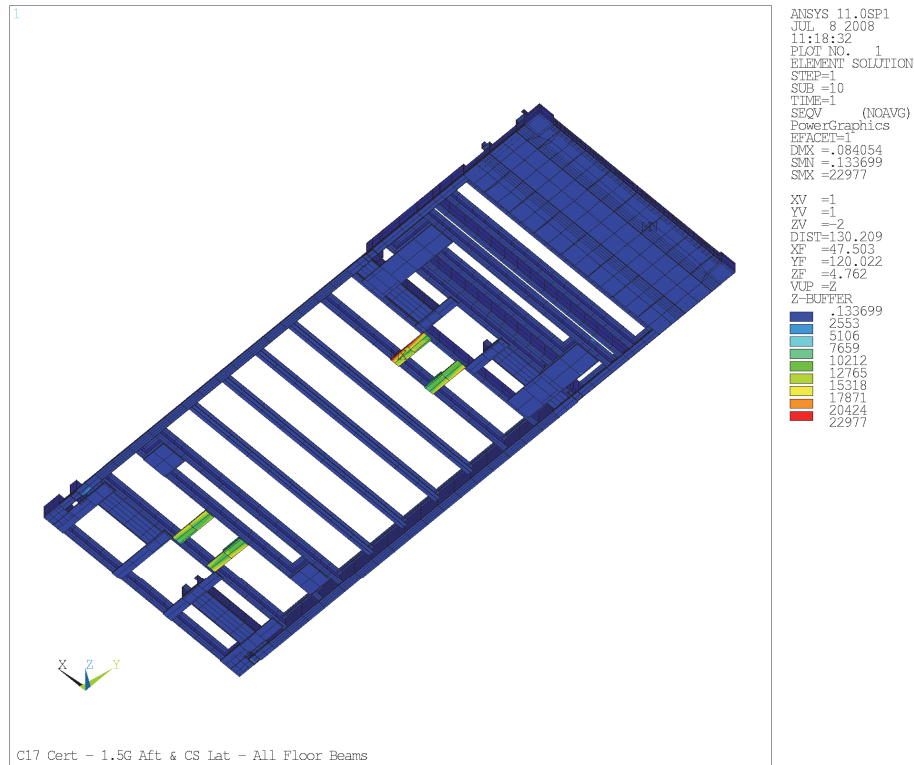 1
ANSYS 11.0SP1
JUL  8 2008
11:18:32
PLOT NO.   1
ELEMENT SOLUTION
STEP=1
SUB =10
TIME=1
SEQV     (NOAVG)
PowerGraphics
EFACET=1
DMX =.084054
SMN =.133699
SMX =22977
XV  =1
YV  =1
ZV  =-2
DIST=130.209
XF  =47.503
YF  =120.022
ZF  =4.762
VUP =Z
Z-BUFFER
.133699
2553
5106
7659
10212
12765
15318
17871
20424
22977
MN
X
Z
Y
C17 Cert - 1.5G Aft & CS Lat - All Floor Beams